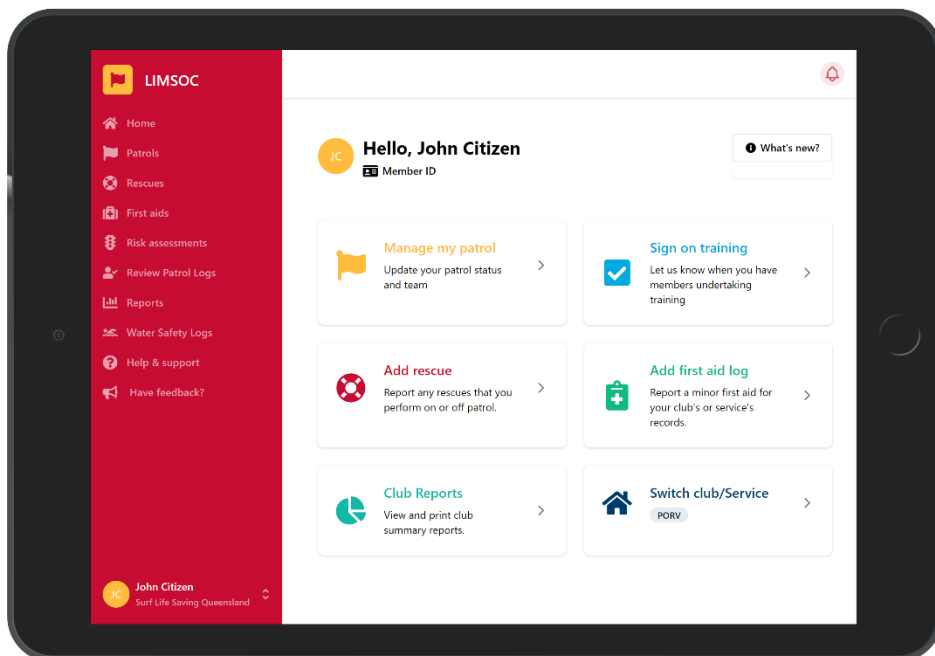 LIMSOC
Home
Patrols
Rescues
First aids
Risk assessments
Review Patrol Logs
Reports
Water Safety Logs
Help & support
Have feedback?
JC
John Citizen
Surf Life Saving Queensland
JC
Hello, John Citizen
Member ID
What's new?
Manage my patrol
Update your patrol status
and team
Sign on training
Let us know when you have
members undertaking
training
Add rescue
Report any rescues that you
perform on or off patrol.
Add first aid log
Report a minor first aid for
your club's or service's
records.
Club Reports
View and print club
summary reports.
Switch club/Service
PORV